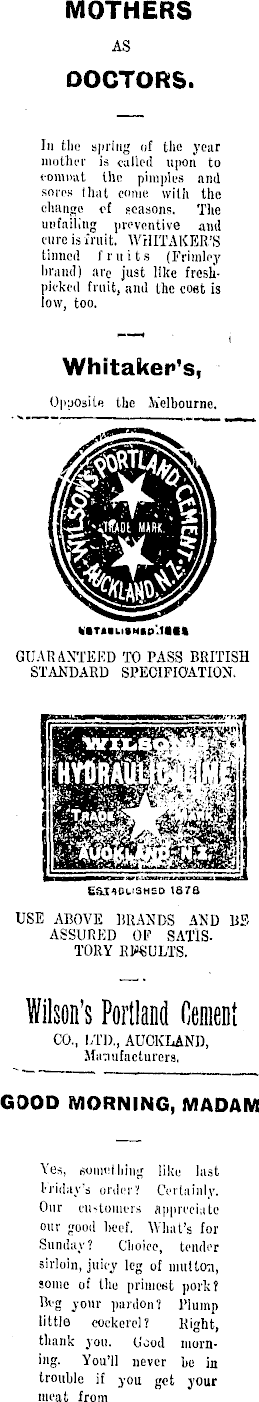 MOTHERS
AS
DOCTORS.
In the spring of the year
mother is called upon to
combat the pimples and
sores that come with the
change of seasons. The
unfailing preventive and
cure is fruit. WHITAKER'S
tinned fruits (Frimley
brand) are just like fresh-
picked fruit, and the cost is
low, too.
Whitaker's,
Opposite the Melbourne.
WILSON'S PORTLAND CEMENT
TRADE MARK.
AUCKLAND, N.Z.
ESTABLISHED 1883
GUARANTEED TO PASS BRITISH
STANDARD SPECIFICATION.
WILSON'S
HYDRAULIC LIME
TRADE MARK
AUCKLAND N.Z.
ESTABLISHED 1878
USE ABOVE BRANDS AND BE
ASSURED OF SATIS-
TORY RESULTS.
Wilson's Portland Cement
CO., LTD., AUCKLAND,
Manufacturers.
GOOD MORNING, MADAM
Yes, something like last
Friday's order? Certainly.
Our customers appreciate
our good beef. What's for
Sunday? Choice, tender
sirloin, juicy leg of mutton,
some of the primest pork?
Beg your pardon? Plump
little cockerel? Right,
thank you. Good morn-
ing. You'll never be in
trouble if you get your
meat from